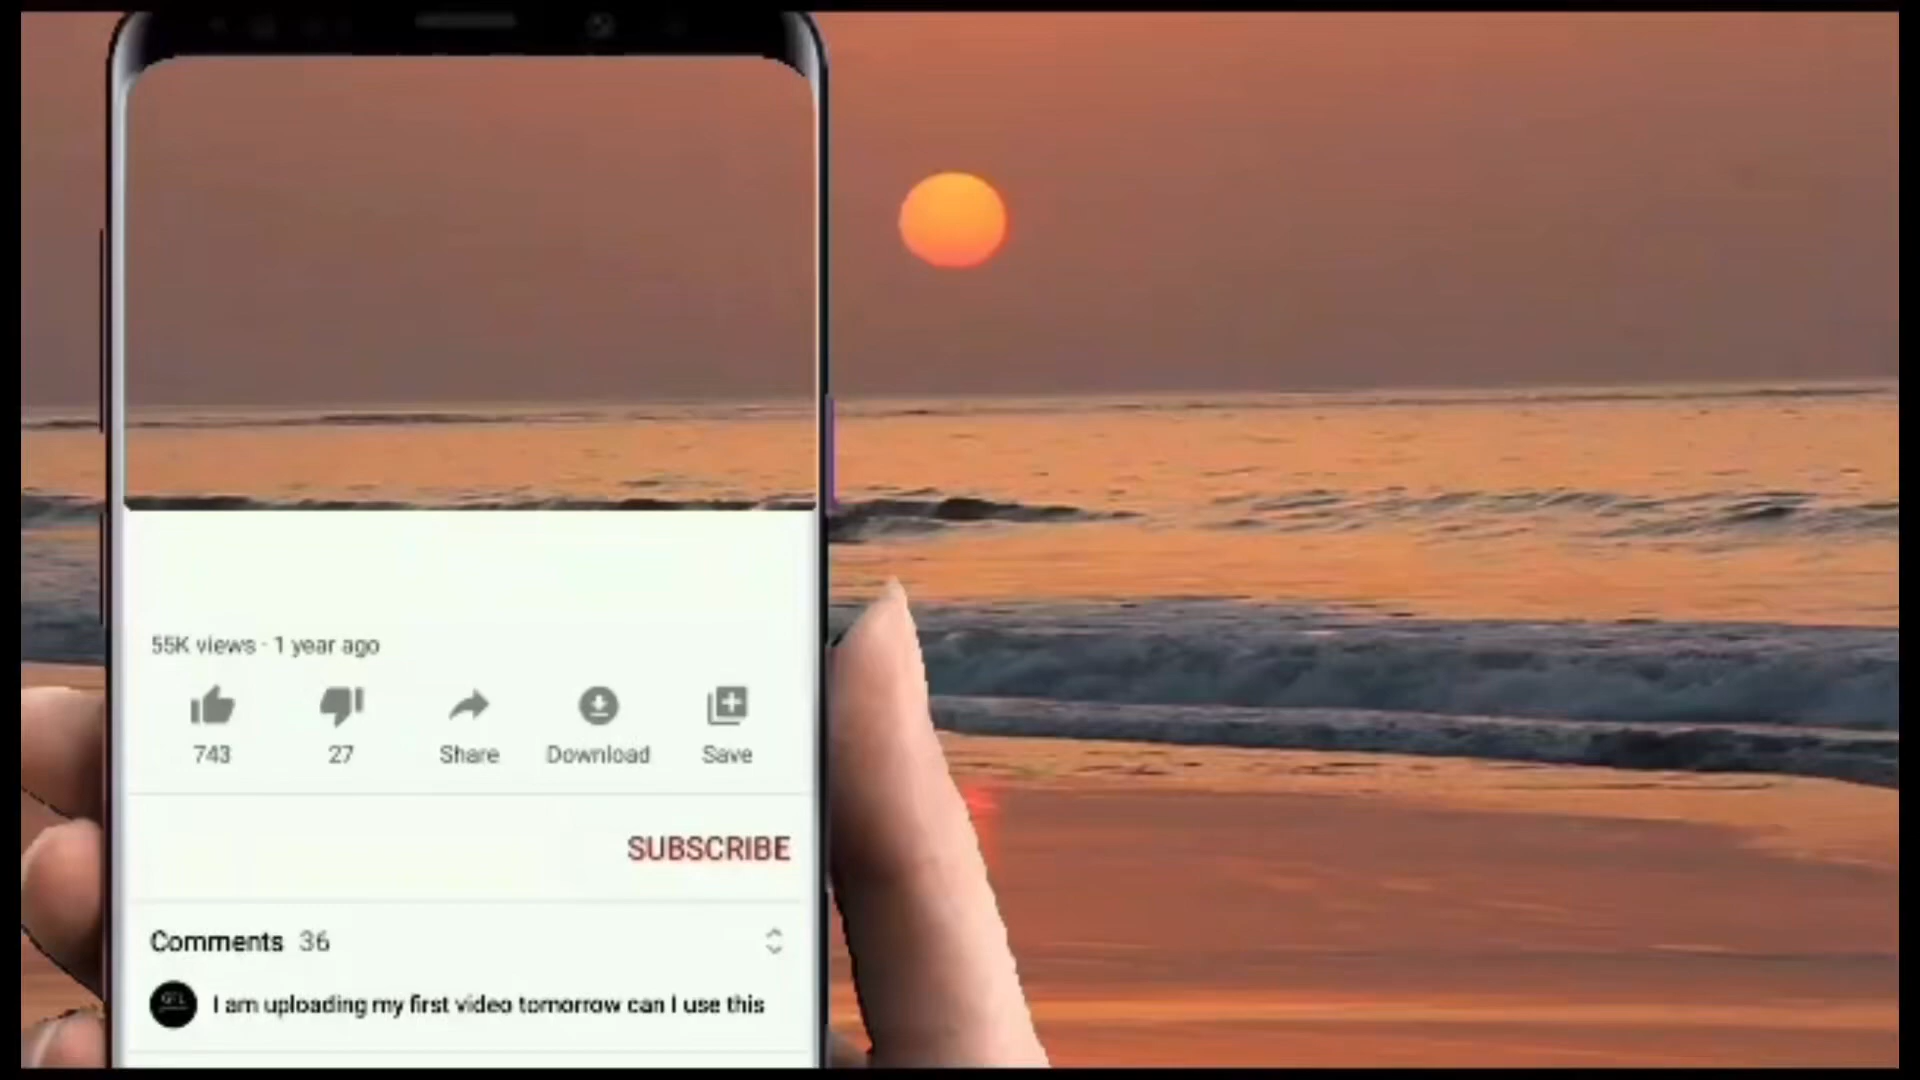 55K views · 1 year ago
743
27
Share
Download
Save
SUBSCRIBE
Comments 36
I am uploading my first video tomorrow can I use this